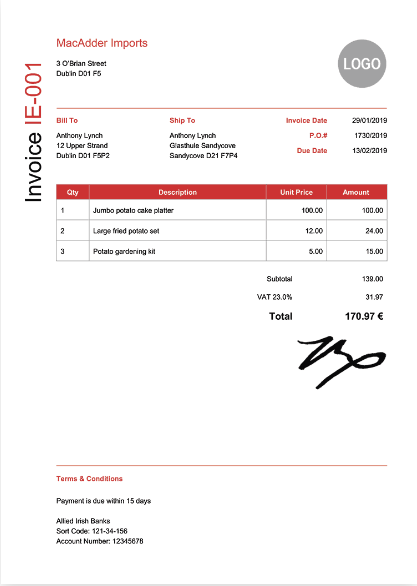 MacAdder Imports
3 O'Brian Street
Dublin D01 F5
LOGO
Invoice IE-001
Bill To
Anthony Lynch
12 Upper Strand
Dublin D01 F5P2
Ship To
Anthony Lynch
Glasthule Sandycove
Sandycove D21 F7P4
Invoice Date 29/01/2019
P.O.# 1730/2019
Due Date 13/02/2019
Qty Description Unit Price Amount
1 Jumbo potato cake platter 100.00 100.00
2 Large fried potato set 12.00 24.00
3 Potato gardening kit 5.00 15.00
Subtotal 139.00
VAT 23.0% 31.97
Total 170.97 €
Terms & Conditions
Payment is due within 15 days
Allied Irish Banks
Sort Code: 121-34-156
Account Number: 12345678